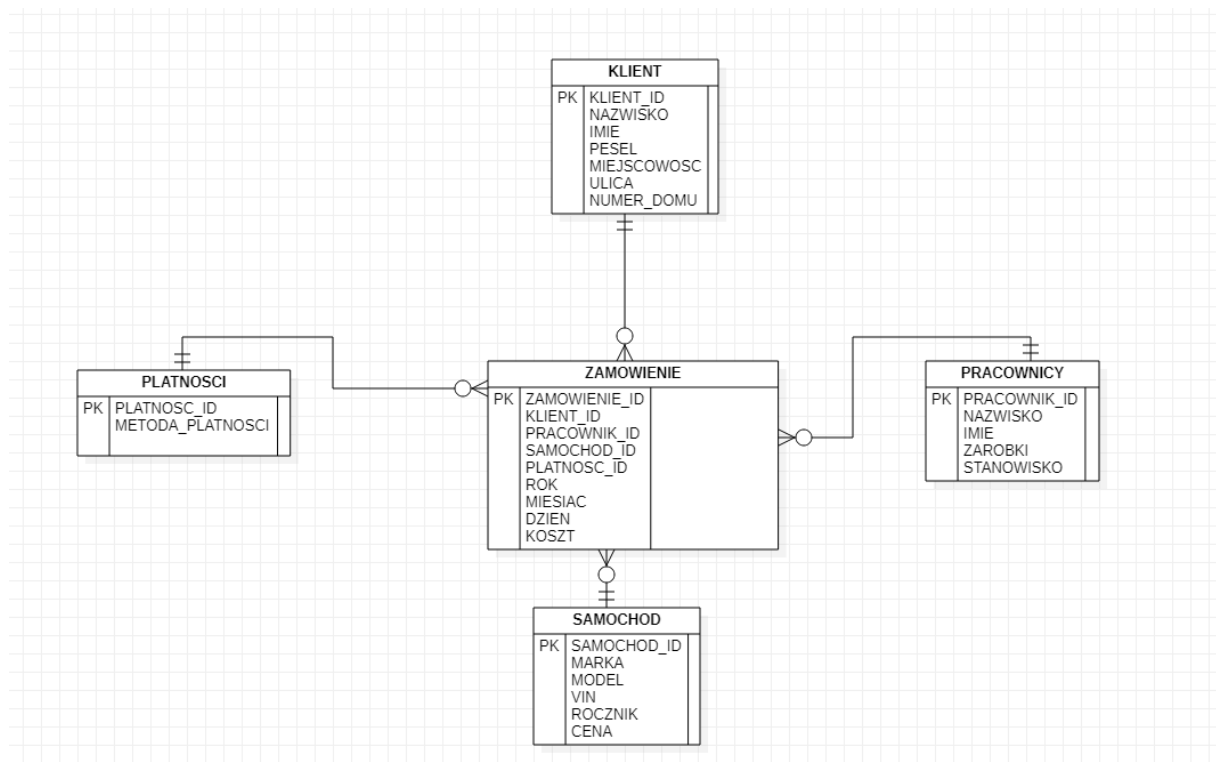 KLIENT
PK KLIENT_ID
NAZWISKO
IMIE
PESEL
MIEJSCOWOSC
ULICA
NUMER_DOMU
PLATNOSCI
PK PLATNOSC_ID
METODA_PLATNOSCI
ZAMOWIENIE
PK ZAMOWIENIE_ID
KLIENT_ID
PRACOWNIK_ID
SAMOCHOD_ID
PLATNOSC_ID
ROK
MIESIAC
DZIEN
KOSZT
PRACOWNICY
PK PRACOWNIK_ID
NAZWISKO
IMIE
ZAROBKI
STANOWISKO
SAMOCHOD
PK SAMOCHOD_ID
MARKA
MODEL
VIN
ROCZNIK
CENA